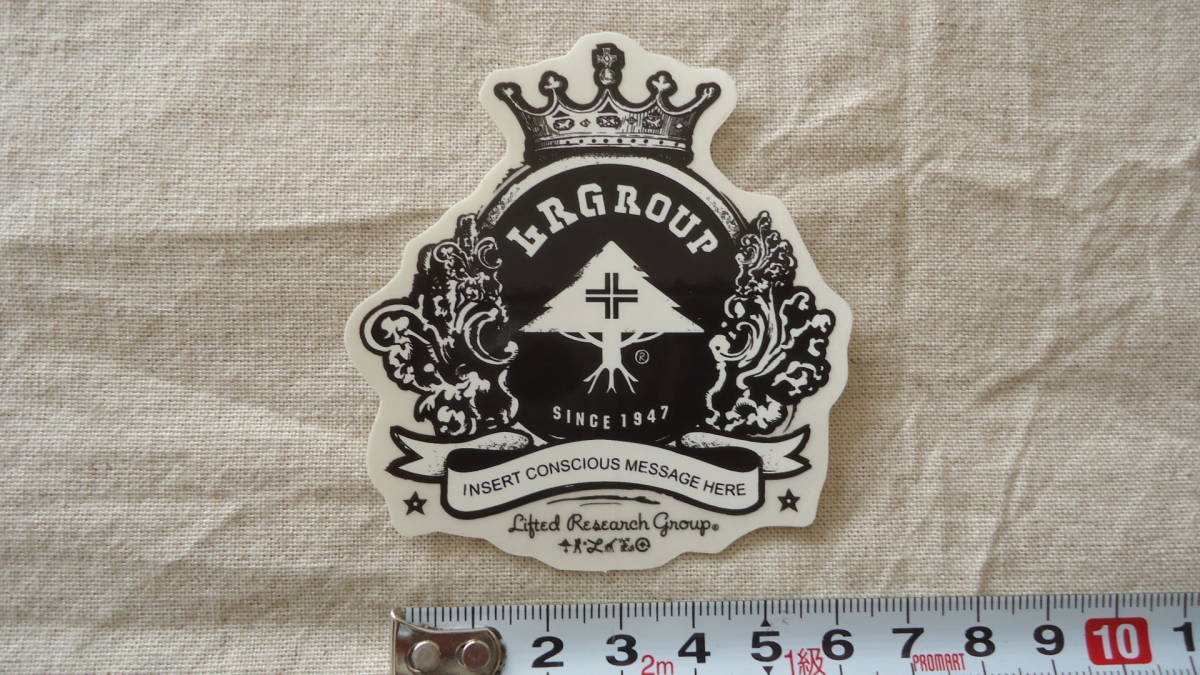 LRGROUP
®
SINCE 1947
INSERT CONSCIOUS MESSAGE HERE
Lifted Research Group®
2 3 4 5 6 7 8 9 10 1
2m 1級 PROMART